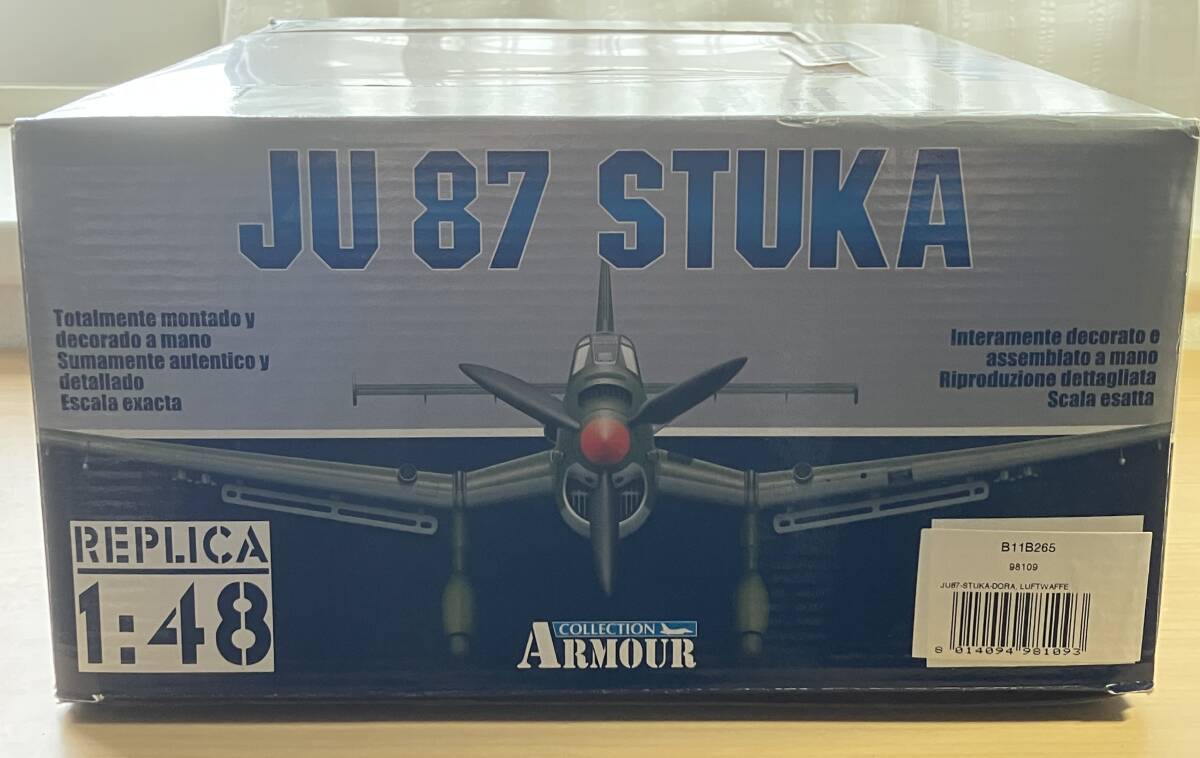 JU 87 STUKA
Totalmente montado y
decorado a mano
Sumamente autentico y
detallado
Escala exacta
Interamente decorato e
assemblato a mano
Riproduzione dettagliata
Scala esatta
REPLICA
1:48
COLLECTION
ARMOUR
B11B265
98109
JU87-STUKA-DORA, LUFTWAFFE
8 014094 981093